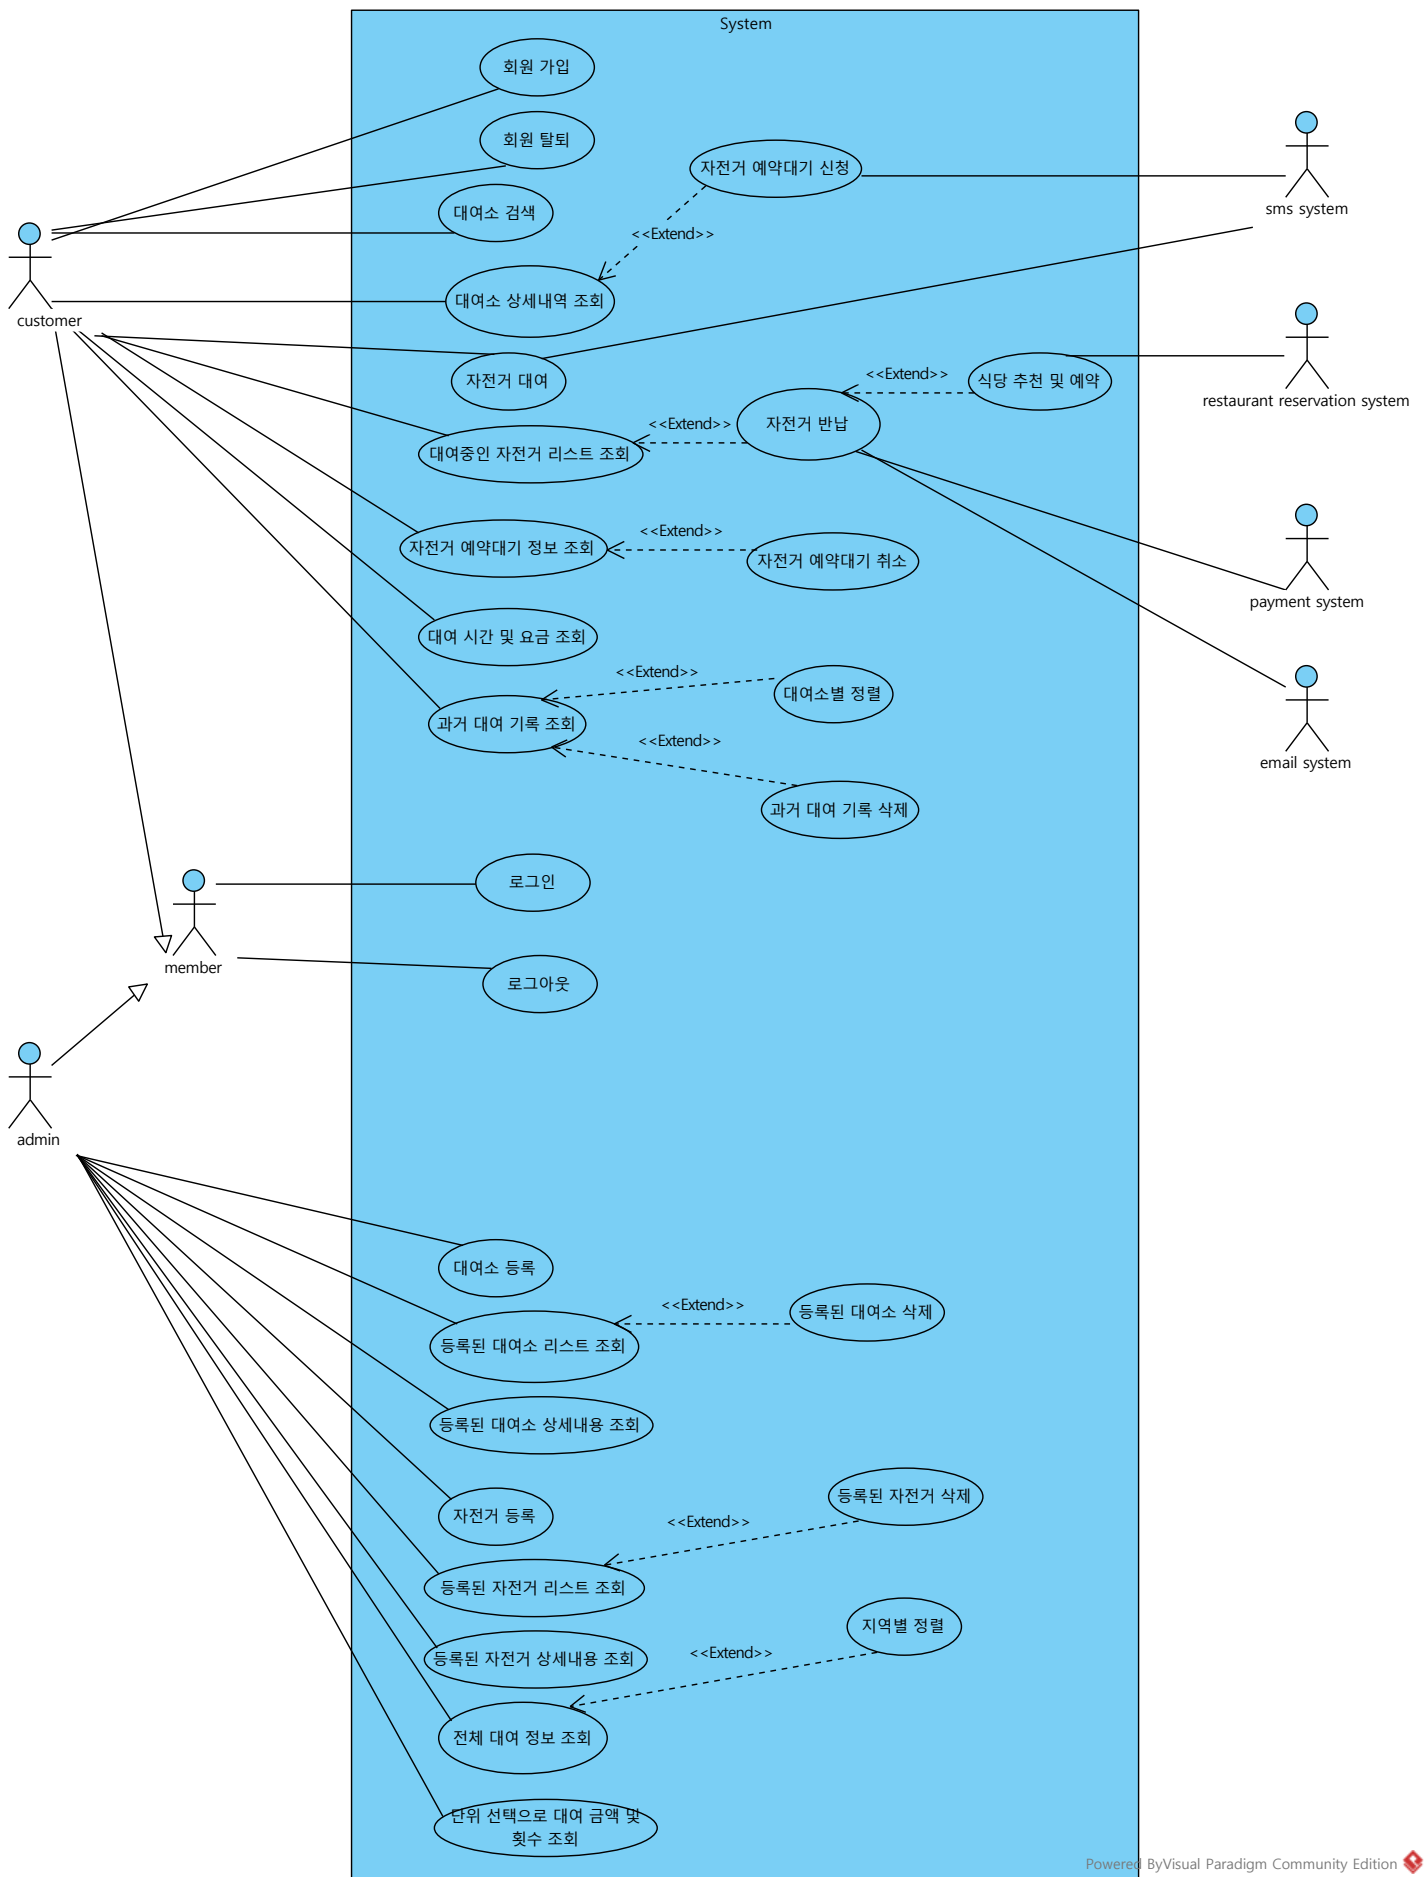 System
회원 가입
회원 탈퇴
자전거 예약대기 신청
대여소 검색
sms system
<<Extend>>
대여소 상세내역 조회
customer
자전거 대여
<<Extend>>
식당 추천 및 예약
restaurant reservation system
<<Extend>>
자전거 반납
대여중인 자전거 리스트 조회
<<Extend>>
자전거 예약대기 정보 조회
자전거 예약대기 취소
payment system
대여 시간 및 요금 조회
<<Extend>>
대여소별 정렬
과거 대여 기록 조회
<<Extend>>
email system
과거 대여 기록 삭제
로그인
member
로그아웃
admin
대여소 등록
<<Extend>>
등록된 대여소 삭제
등록된 대여소 리스트 조회
등록된 대여소 상세내용 조회
등록된 자전거 삭제
자전거 등록
<<Extend>>
등록된 자전거 리스트 조회
지역별 정렬
<<Extend>>
등록된 자전거 상세내용 조회
전체 대여 정보 조회
단위 선택으로 대여 금액 및
횟수 조회
Powered ByVisual Paradigm Community Edition